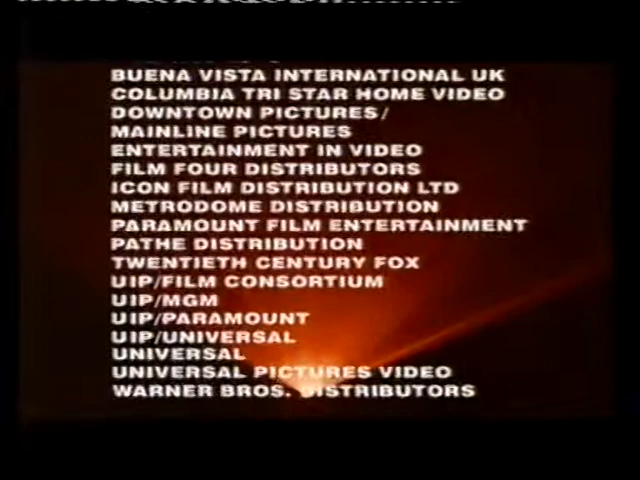 BUENA VISTA INTERNATIONAL UK
COLUMBIA TRI STAR HOME VIDEO
DOWNTOWN PICTURES/
MAINLINE PICTURES
ENTERTAINMENT IN VIDEO
FILM FOUR DISTRIBUTORS
ICON FILM DISTRIBUTION LTD
METRODOME DISTRIBUTION
PARAMOUNT FILM ENTERTAINMENT
PATHE DISTRIBUTION
TWENTIETH CENTURY FOX
UIP/FILM CONSORTIUM
UIP/MGM
UIP/PARAMOUNT
UIP/UNIVERSAL
UNIVERSAL
UNIVERSAL PICTURES VIDEO
WARNER BROS. DISTRIBUTORS